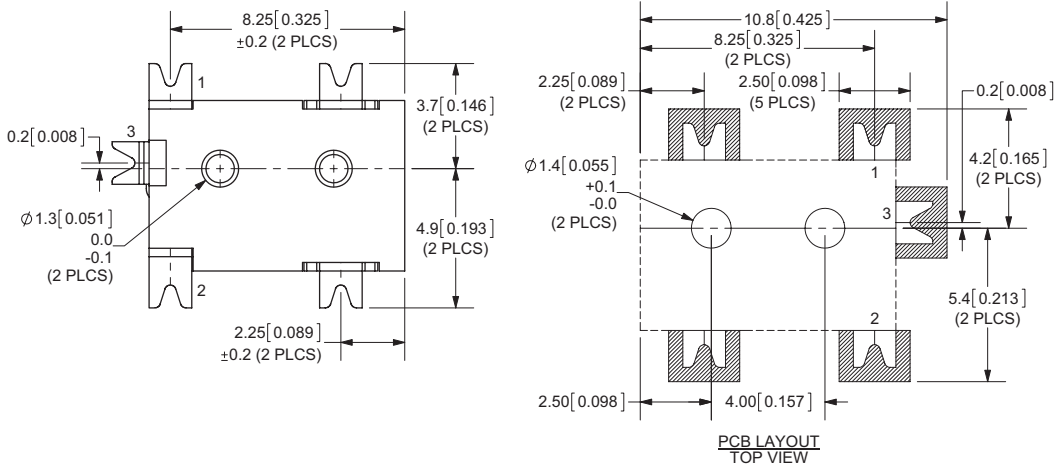 8.25[0.325]
±0.2 (2 PLCS)
1
3.7[0.146]
(2 PLCS)
0.2[0.008]
3
Ø1.3[0.051]
0.0
-0.1
(2 PLCS)
4.9[0.193]
(2 PLCS)
2
2.25[0.089]
±0.2 (2 PLCS)
10.8[0.425]
8.25[0.325]
(2 PLCS)
2.25[0.089]
(2 PLCS)
2.50[0.098]
(5 PLCS)
0.2[0.008]
Ø1.4[0.055]
+0.1
-0.0
(2 PLCS)
1
4.2[0.165]
(2 PLCS)
3
5.4[0.213]
(2 PLCS)
2
2.50[0.098]
4.00[0.157]
PCB LAYOUT
TOP VIEW